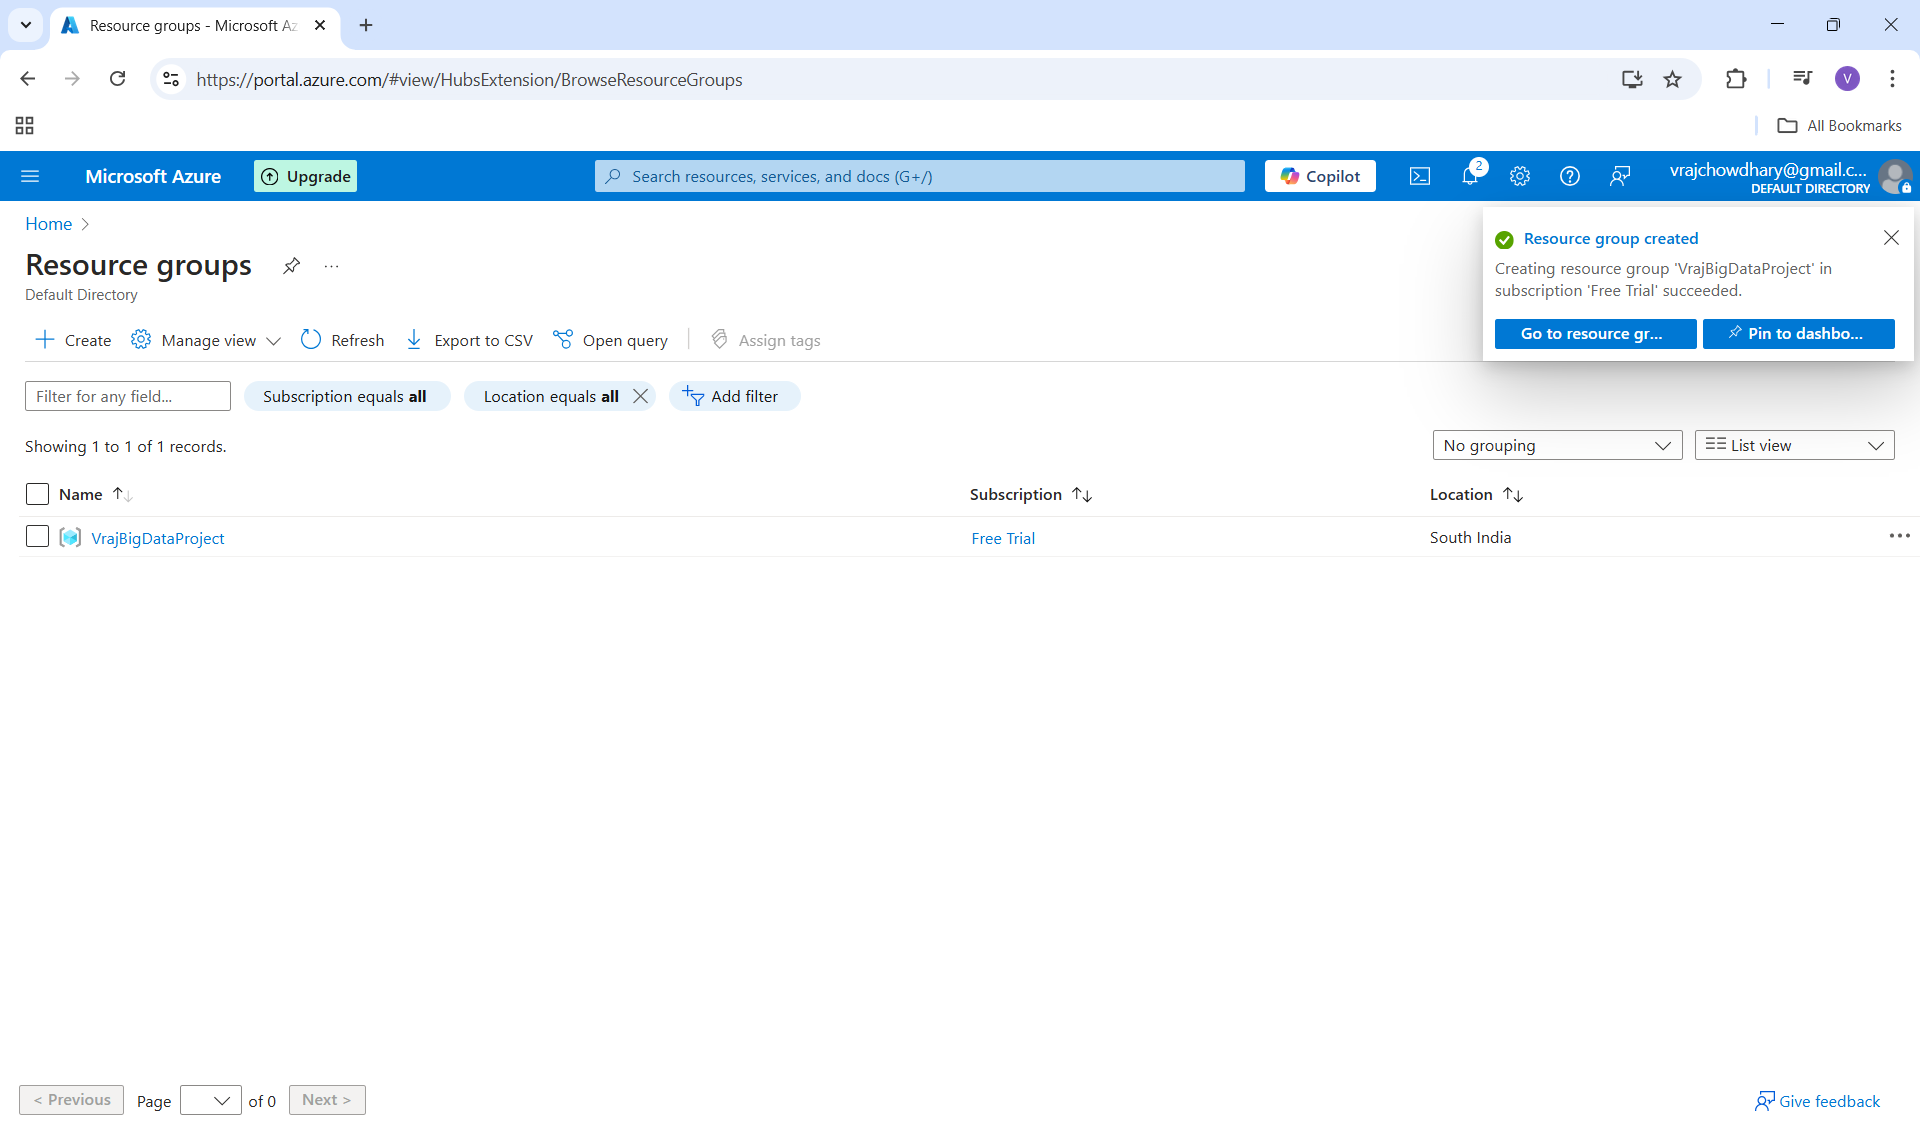 Resource groups - Microsoft Az
https://portal.azure.com/#view/HubsExtension/BrowseResourceGroups
V
All Bookmarks
Microsoft Azure
Upgrade
Search resources, services, and docs (G+/)
Copilot
2
vrajchowdhary@gmail.c...
DEFAULT DIRECTORY
Home >
Resource groups
...
Default Directory
Resource group created
Creating resource group 'VrajBigDataProject' in
subscription 'Free Trial' succeeded.
Go to resource gr...
Pin to dashbo...
+ Create
Manage view
Refresh
Export to CSV
Open query
Assign tags
Filter for any field...
Subscription equals all
Location equals all
Add filter
Showing 1 to 1 of 1 records.
No grouping
List view
Name
Subscription
Location
VrajBigDataProject
Free Trial
South India
...
< Previous
Page
of 0
Next >
Give feedback